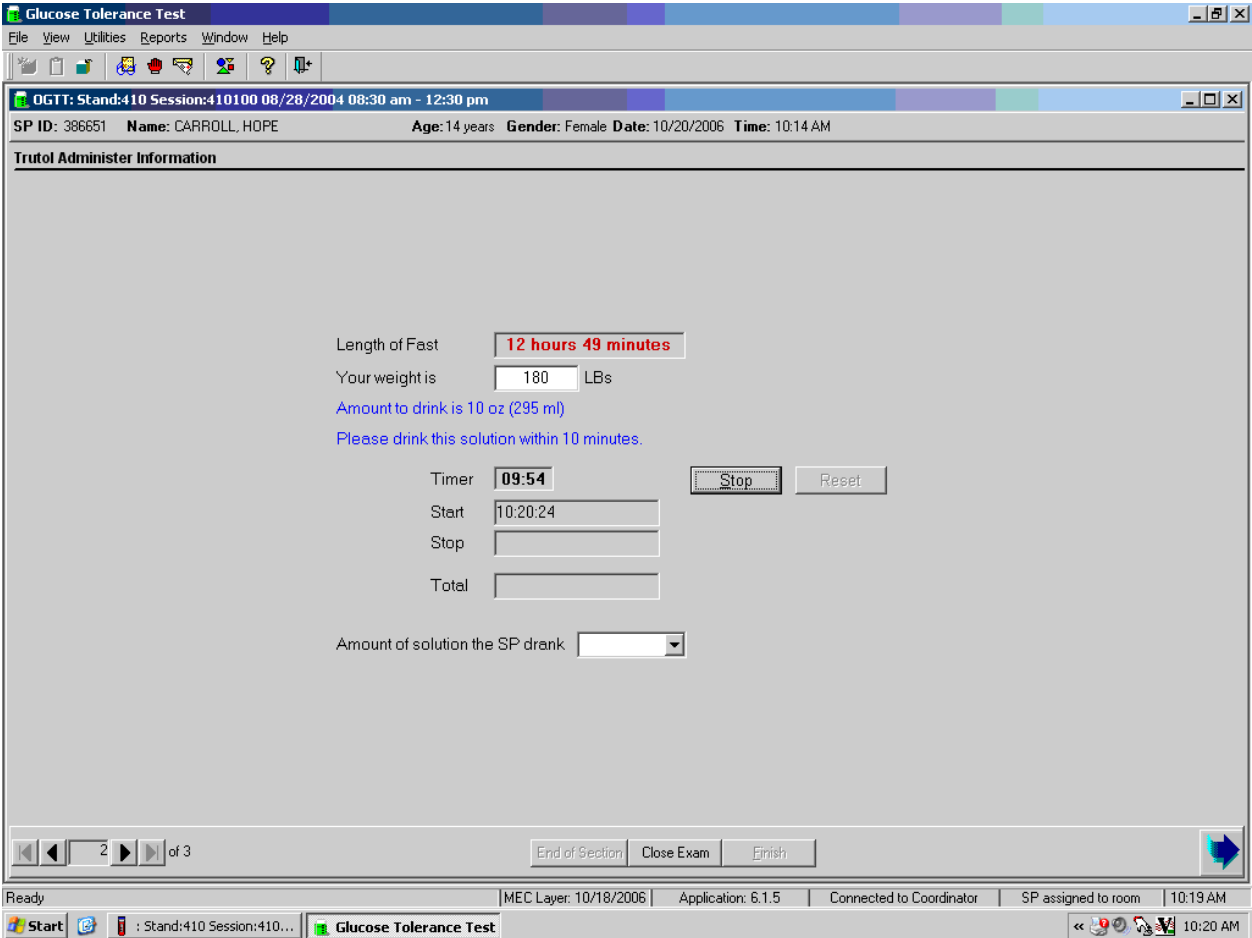 Glucose Tolerance Test
File View Utilities Reports Window Help
OGTT: Stand:410 Session:410100 08/28/2004 08:30 am - 12:30 pm
SP ID: 386651 Name: CARROLL, HOPE Age: 14 years Gender: Female Date: 10/20/2006 Time: 10:14 AM
Trutol Administer Information
Length of Fast 12 hours 49 minutes
Your weight is 180 LBs
Amount to drink is 10 oz (295 ml)
Please drink this solution within 10 minutes.
Timer 09:54 Stop Reset
Start 10:20:24
Stop
Total
Amount of solution the SP drank
2 of 3 End of Section Close Exam Finish
Ready MEC Layer: 10/18/2006 Application: 6.1.5 Connected to Coordinator SP assigned to room 10:19 AM
Start : Stand:410 Session:410... Glucose Tolerance Test « 10:20 AM